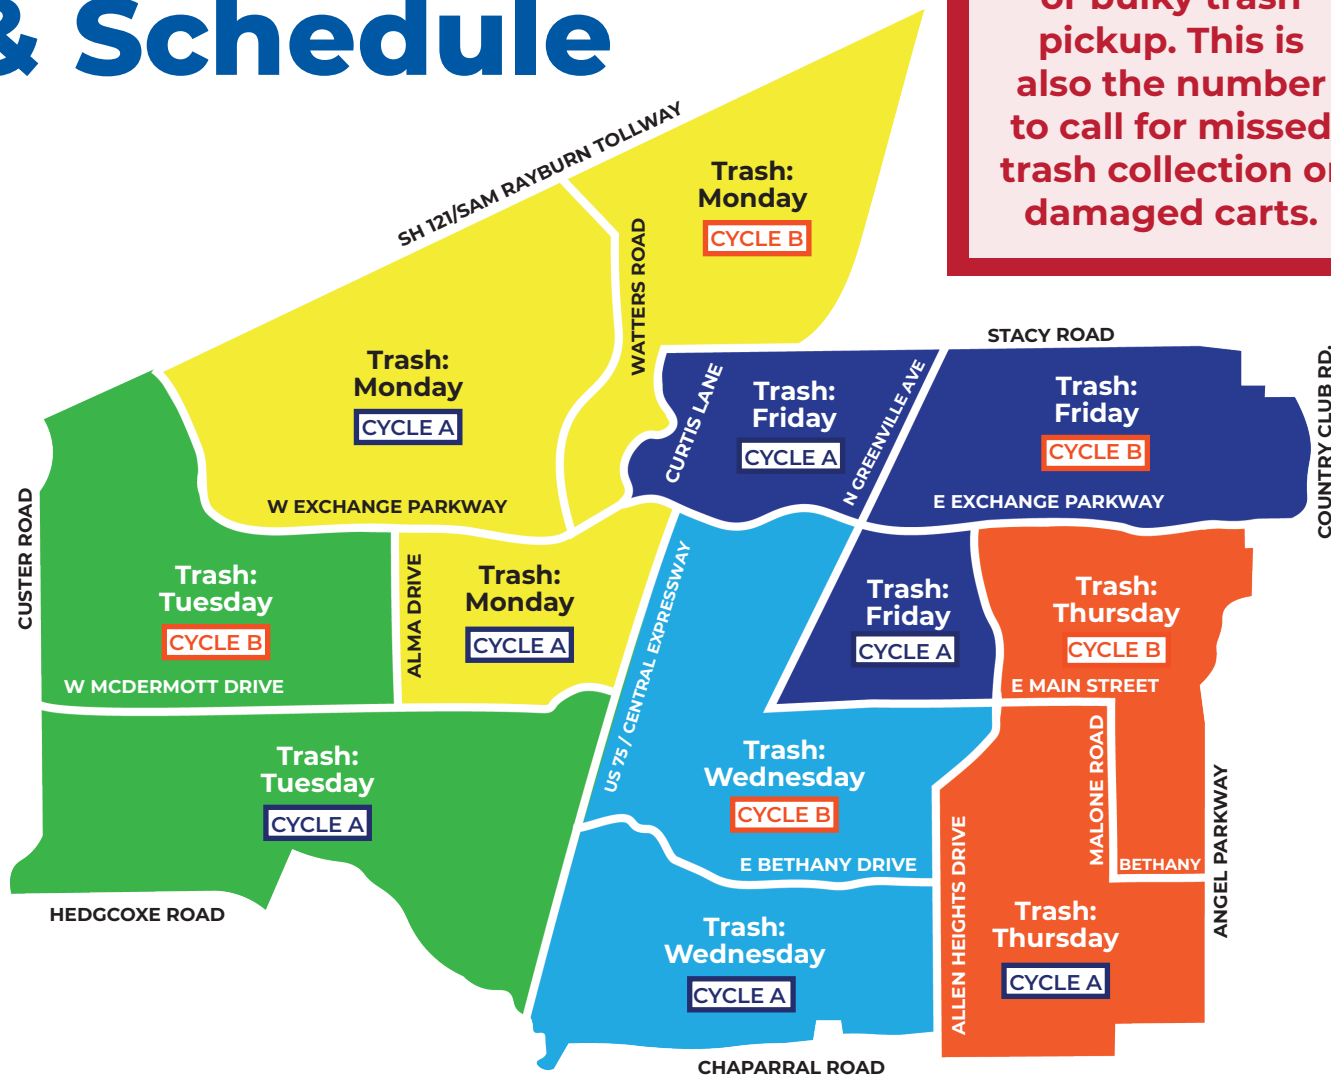 & Schedule
or bulky trash
pickup. This is
also the number
to call for missed
trash collection or
damaged carts.
SH 121/SAM RAYBURN TOLLWAY
Trash:
Monday
CYCLE B
WATTERS ROAD
Trash:
Monday
CYCLE A
W EXCHANGE PARKWAY
STACY ROAD
CURTIS LANE
Trash:
Friday
CYCLE A
N GREENVILLE AVE
Trash:
Friday
CYCLE B
E EXCHANGE PARKWAY
COUNTRY CLUB RD.
CUSTER ROAD
Trash:
Tuesday
CYCLE B
W MCDERMOTT DRIVE
ALMA DRIVE
Trash:
Monday
CYCLE A
US 75 / CENTRAL EXPRESSWAY
Trash:
Friday
CYCLE A
Trash:
Thursday
CYCLE B
E MAIN STREET
Trash:
Tuesday
CYCLE A
HEDGCOXE ROAD
Trash:
Wednesday
CYCLE B
E BETHANY DRIVE
MALONE ROAD
BETHANY
ANGEL PARKWAY
ALLEN HEIGHTS DRIVE
Trash:
Wednesday
CYCLE A
Trash:
Thursday
CYCLE A
CHAPARRAL ROAD